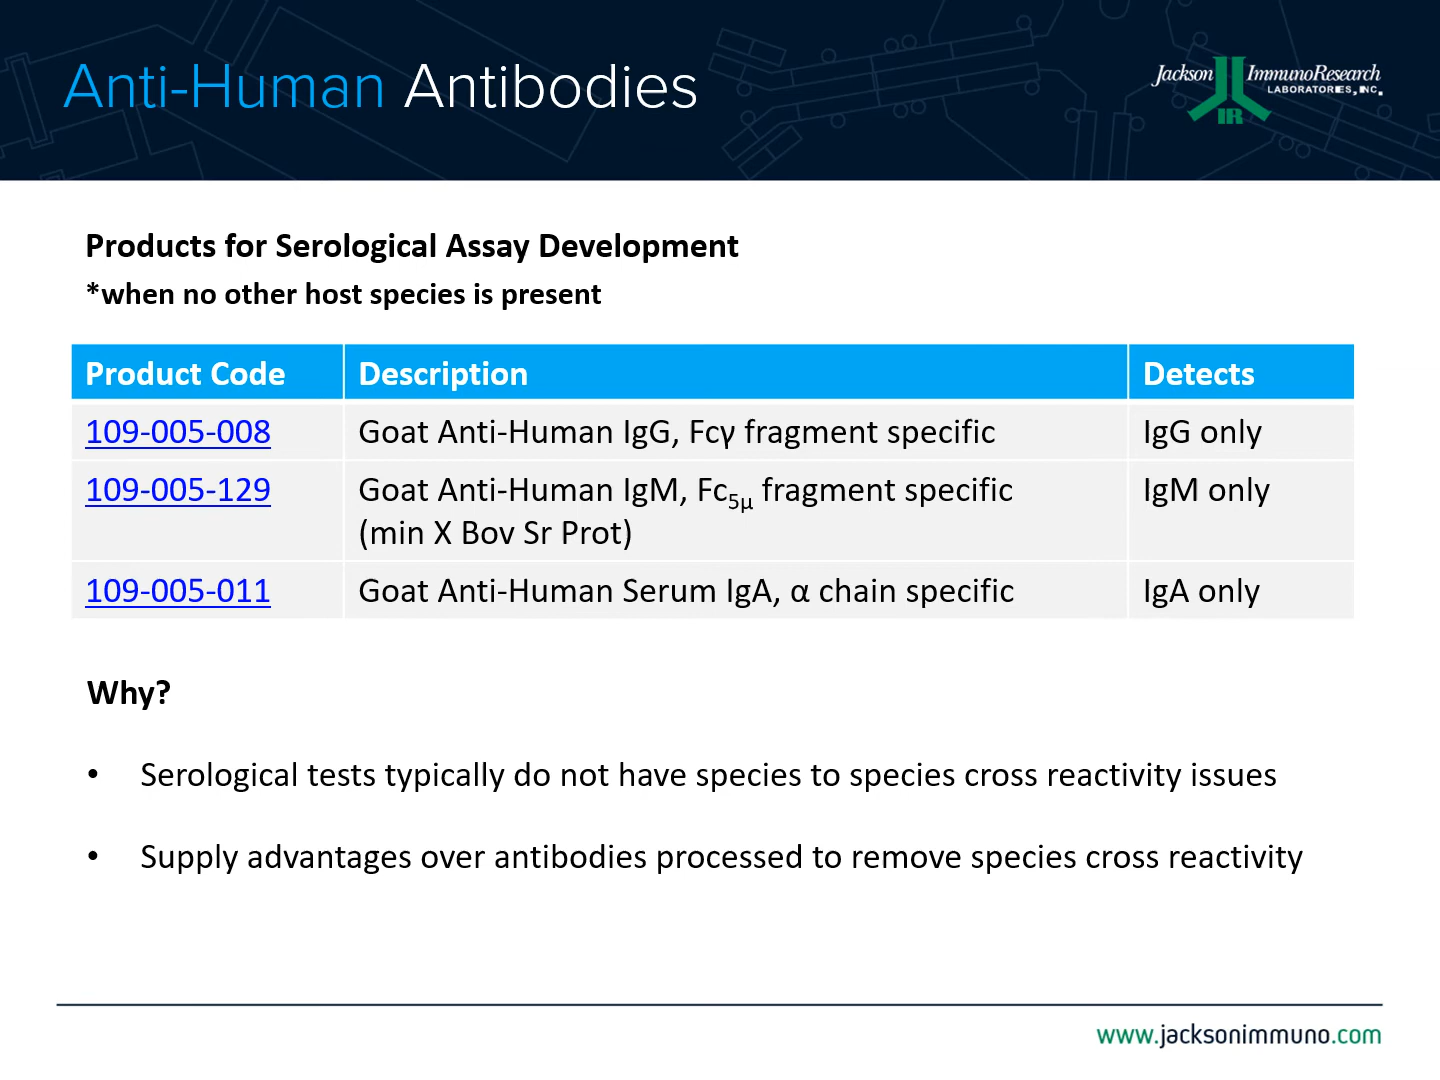 Anti-Human Antibodies
Jackson ImmunoResearch
LABORATORIES, INC.
IR
Products for Serological Assay Development
*when no other host species is present
Product Code Description Detects
109-005-008 Goat Anti-Human IgG, Fcγ fragment specific IgG only
109-005-129 Goat Anti-Human IgM, Fc5μ fragment specific IgM only
(min X Bov Sr Prot)
109-005-011 Goat Anti-Human Serum IgA, α chain specific IgA only
Why?
• Serological tests typically do not have species to species cross reactivity issues
• Supply advantages over antibodies processed to remove species cross reactivity
www.jacksonimmuno.com